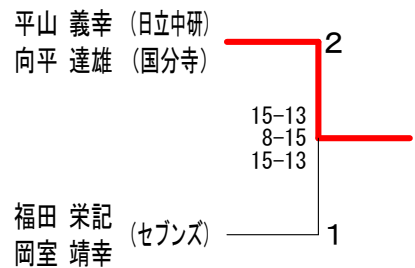 平山 義幸 (日立中研)
向平 達雄 (国分寺)
2
15-13
8-15
15-13
福田 栄記
岡室 靖幸
(セブンズ)
1